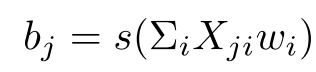 b_j = s(Σ_i X_{ji} w_i)